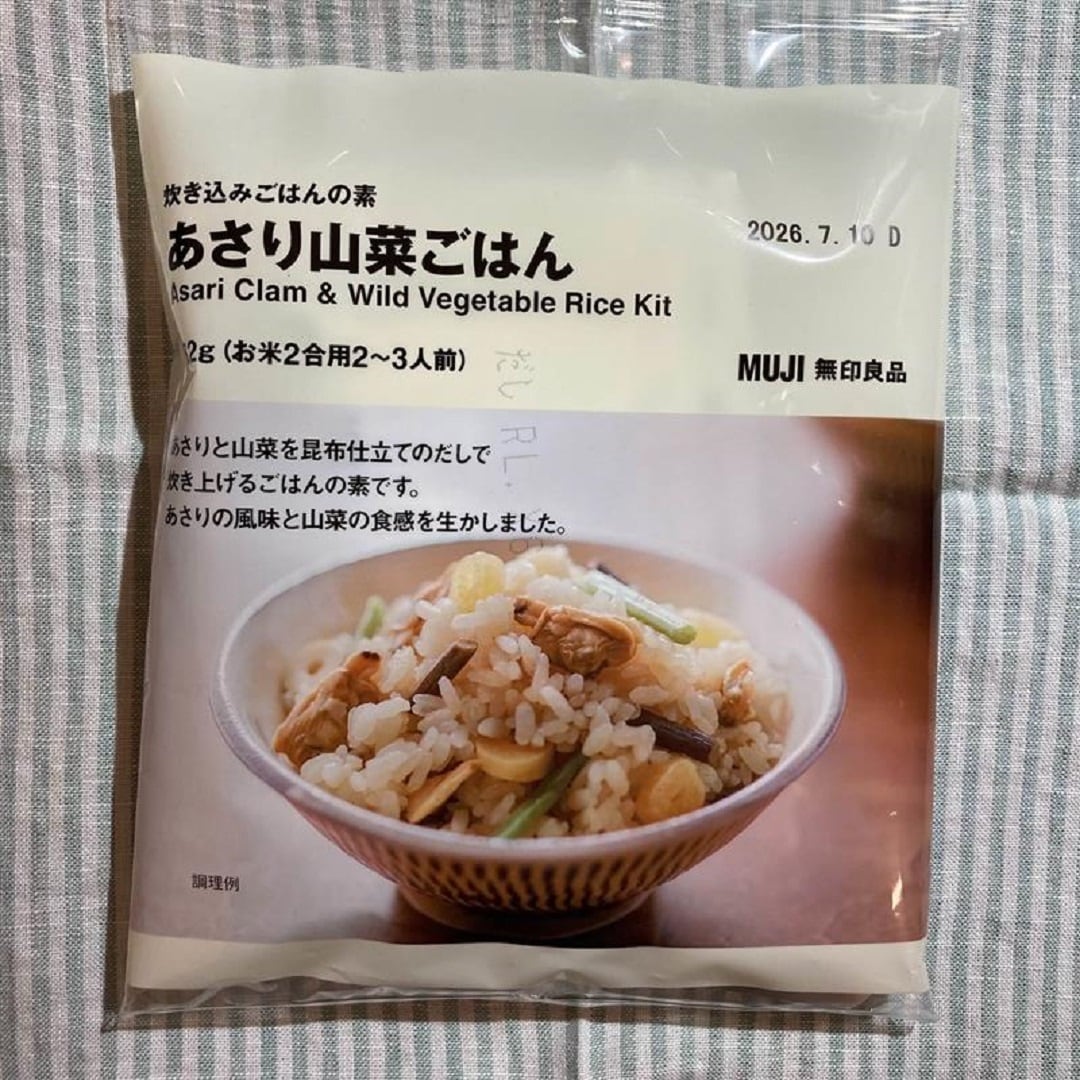 炊き込みごはんの素
あさり山菜ごはん
2026.7.10 D
Asari Clam & Wild Vegetable Rice Kit
2g（お米2合用2〜3人前）
MUJI 無印良品
だし
RL.
あさりと山菜を昆布仕立てのだしで
炊き上げるごはんの素です。
あさりの風味と山菜の食感を生かしました。
調理例